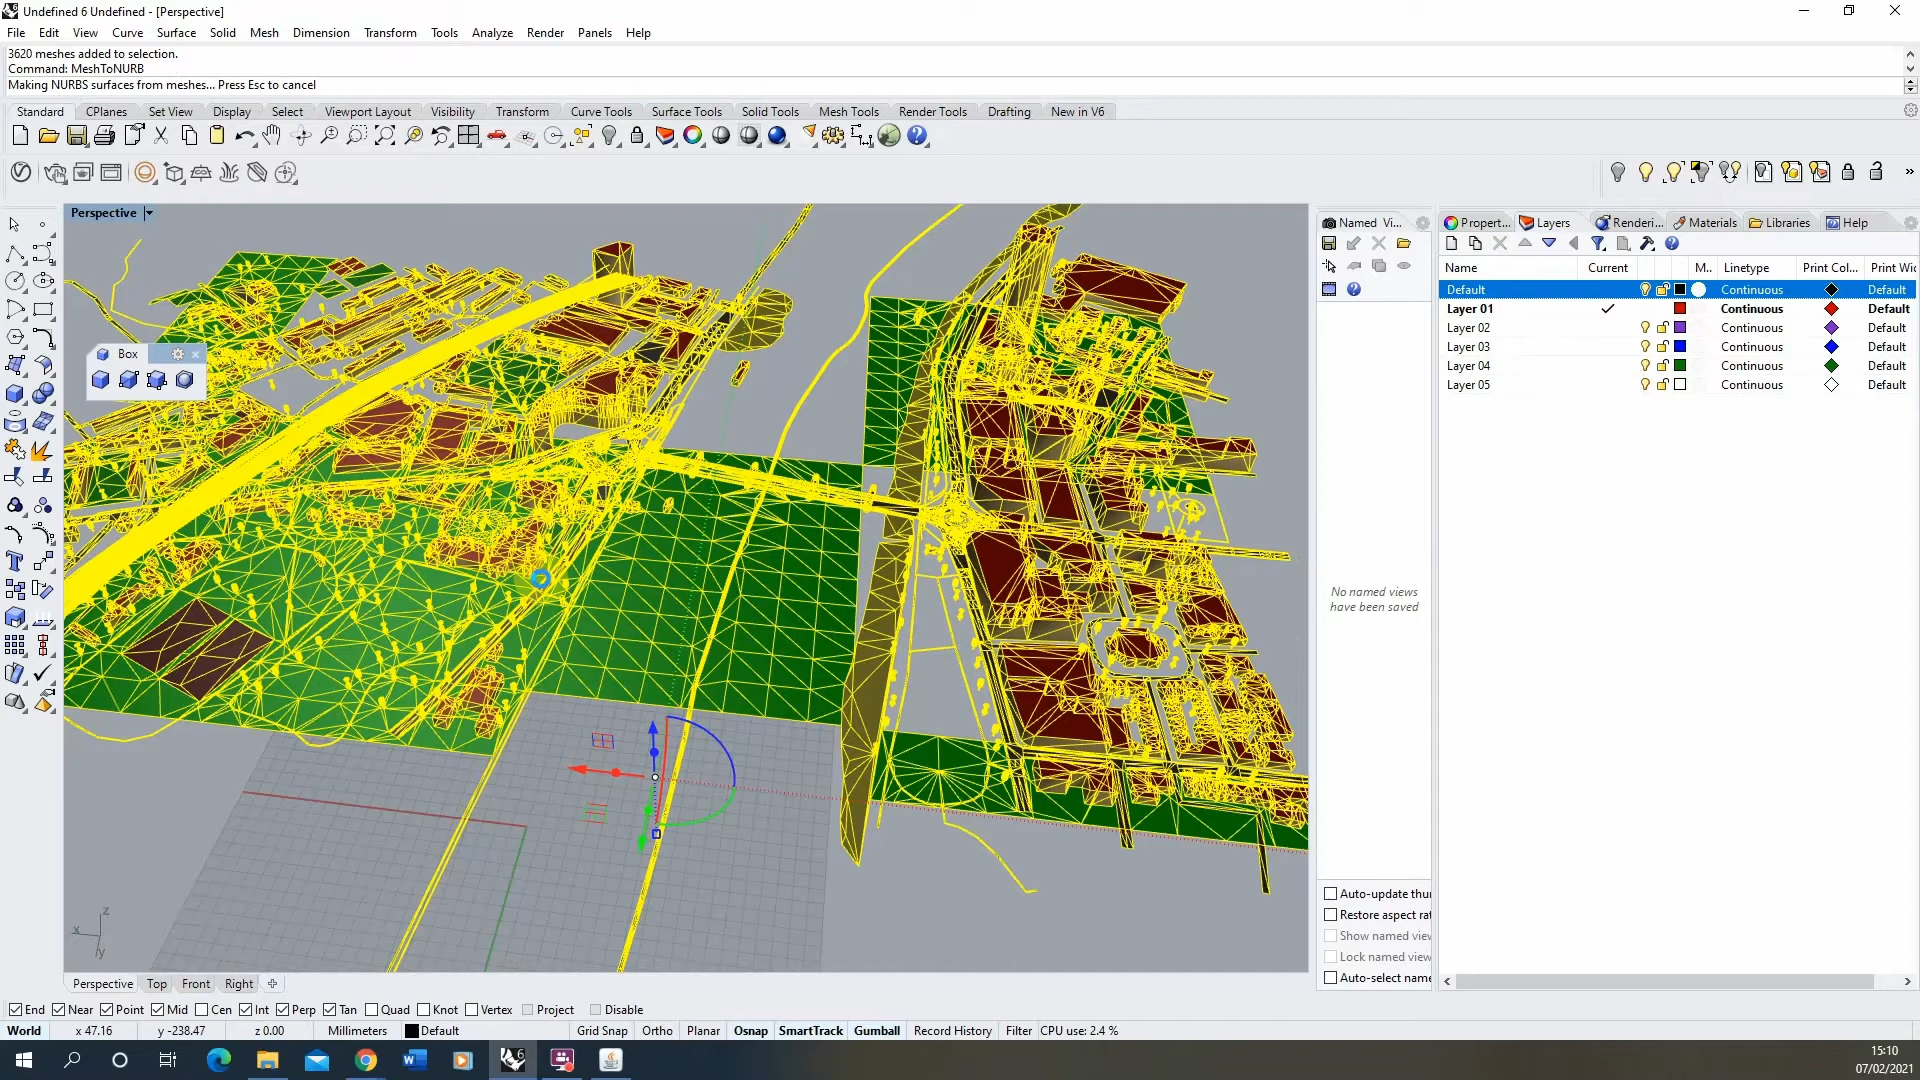 Undefined 6 Undefined - [Perspective]
File Edit View Curve Surface Solid Mesh Dimension Transform Tools Analyze Render Panels Help
3620 meshes added to selection.
Command: MeshToNURB
Making NURBS surfaces from meshes... Press Esc to cancel
Standard CPlanes Set View Display Select Viewport Layout Visibility Transform Curve Tools Surface Tools Solid Tools Mesh Tools Render Tools Drafting New in V6
Perspective
Named Vi... Propert... Layers Renderi... Materials Libraries Help
Name Current M.. Linetype Print Col... Print Wic
Default Continuous Default
Layer 01 Continuous Default
Layer 02 Continuous Default
Layer 03 Continuous Default
Layer 04 Continuous Default
Layer 05 Continuous Default
Box
No named views
have been saved
Auto-update thu
Restore aspect rat
Show named view
Lock named view
Auto-select name
z
x
y
Perspective Top Front Right
End Near Point Mid Cen Int Perp Tan Quad Knot Vertex Project Disable
World x 47.16 y -238.47 z 0.00 Millimeters Default Grid Snap Ortho Planar Osnap SmartTrack Gumball Record History Filter CPU use: 2.4 %
15:10
07/02/2021